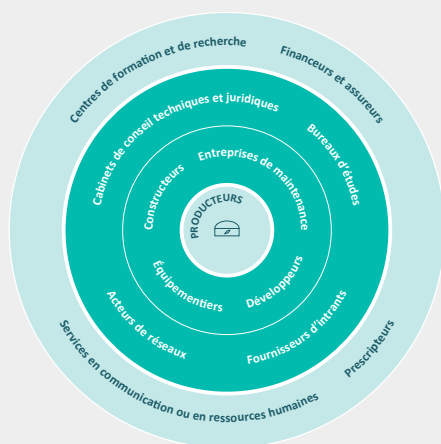 Centres de formation et de recherche
Financeurs et assureurs
Cabinets de conseil techniques et juridiques
Bureaux d'études
Constructeurs
Entreprises de maintenance
PRODUCTEURS
Équipementiers
Développeurs
Acteurs de réseaux
Fournisseurs d'intrants
Services en communication ou en ressources humaines
Prescripteurs